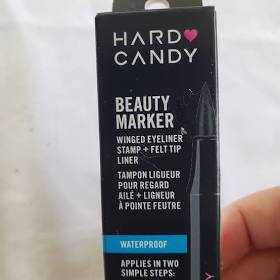 HARD CANDY
BEAUTY
MARKER
WINGED EYELINER
STAMP + FELT TIP
LINER
TAMPON LIGUEUR
POUR REGARD
AILÉ + LIGNEUR
À POINTE FEUTRE
WATERPROOF
APPLIES IN TWO
SIMPLE STEPS: